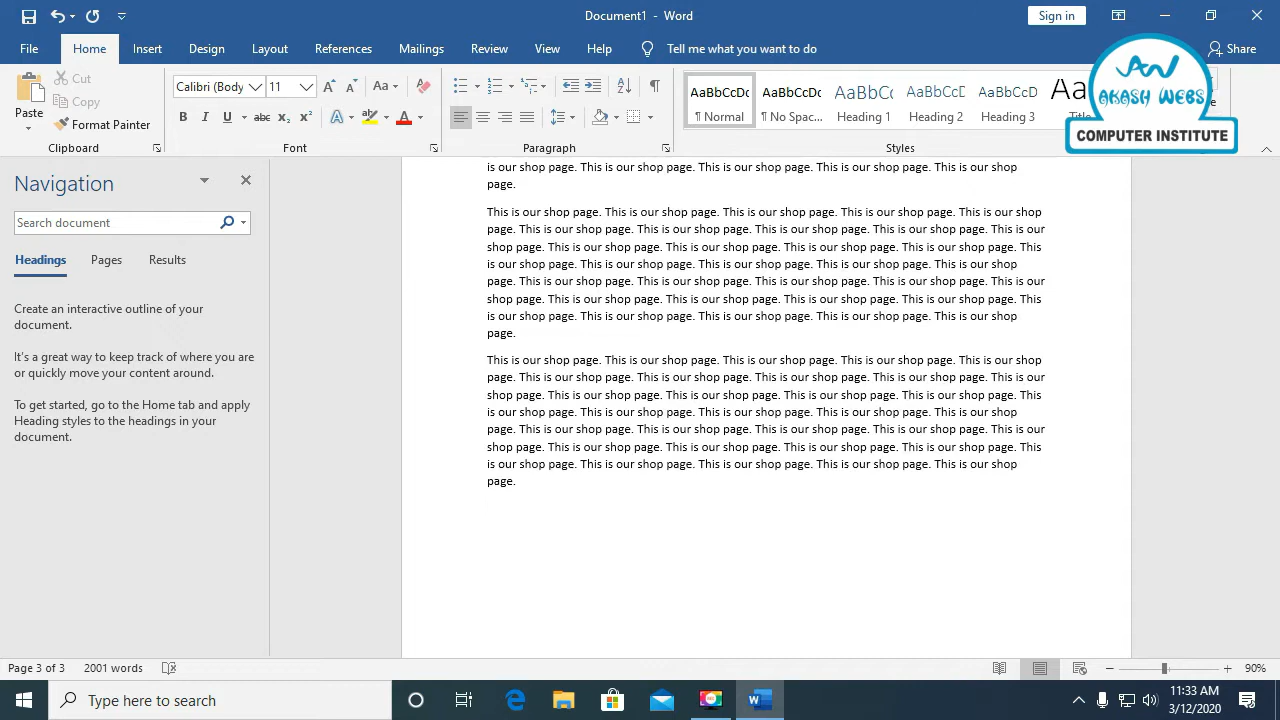 Document1 - Word
Sign in
File Home Insert Design Layout References Mailings Review View Help Tell me what you want to do Share
Paste
Cut
Copy
Format Painter
Clipboard
Calibri (Body 11
Font
Paragraph
AaBbCcDc AaBbCcDc AaBbCc AaBbCcD AaBbCcD
¶ Normal ¶ No Spac... Heading 1 Heading 2 Heading 3 Title
Styles
AW
AKASH WEBS
COMPUTER INSTITUTE
Navigation
Search document
Headings Pages Results
Create an interactive outline of your
document.
It's a great way to keep track of where you are
or quickly move your content around.
To get started, go to the Home tab and apply
Heading styles to the headings in your
document.
is our shop page. This is our shop page. This is our shop page. This is our shop page. This is our shop
page.
This is our shop page. This is our shop page. This is our shop page. This is our shop page. This is our shop
page. This is our shop page. This is our shop page. This is our shop page. This is our shop page. This is our
shop page. This is our shop page. This is our shop page. This is our shop page. This is our shop page. This
is our shop page. This is our shop page. This is our shop page. This is our shop page. This is our shop
page. This is our shop page. This is our shop page. This is our shop page. This is our shop page. This is our
shop page. This is our shop page. This is our shop page. This is our shop page. This is our shop page. This
is our shop page. This is our shop page. This is our shop page. This is our shop page. This is our shop
page.
This is our shop page. This is our shop page. This is our shop page. This is our shop page. This is our shop
page. This is our shop page. This is our shop page. This is our shop page. This is our shop page. This is our
shop page. This is our shop page. This is our shop page. This is our shop page. This is our shop page. This
is our shop page. This is our shop page. This is our shop page. This is our shop page. This is our shop
page. This is our shop page. This is our shop page. This is our shop page. This is our shop page. This is our
shop page. This is our shop page. This is our shop page. This is our shop page. This is our shop page. This
is our shop page. This is our shop page. This is our shop page. This is our shop page. This is our shop
page.
Page 3 of 3 2001 words 90%
Type here to search
11:33 AM
3/12/2020